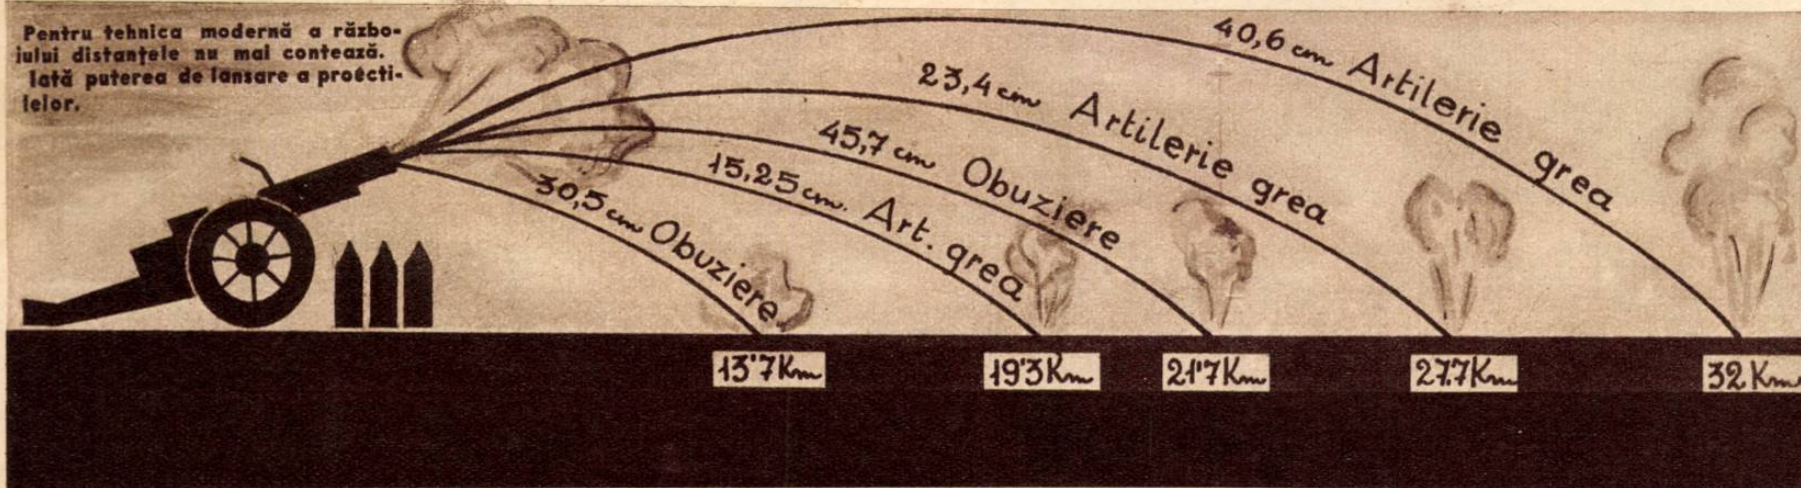 Pentru tehnica modernă a războ-
iului distanțele nu mai contează.
Iată puterea de lansare a proécti-
lelor.
40,6 cm Artilerie grea
23,4 cm Artilerie grea
45,7 cm Obuziere
15,25 cm. Art. grea
30,5 cm Obuziere
13'7 Km
19'3 Km
21'7 Km
27.7 Km
32 Km